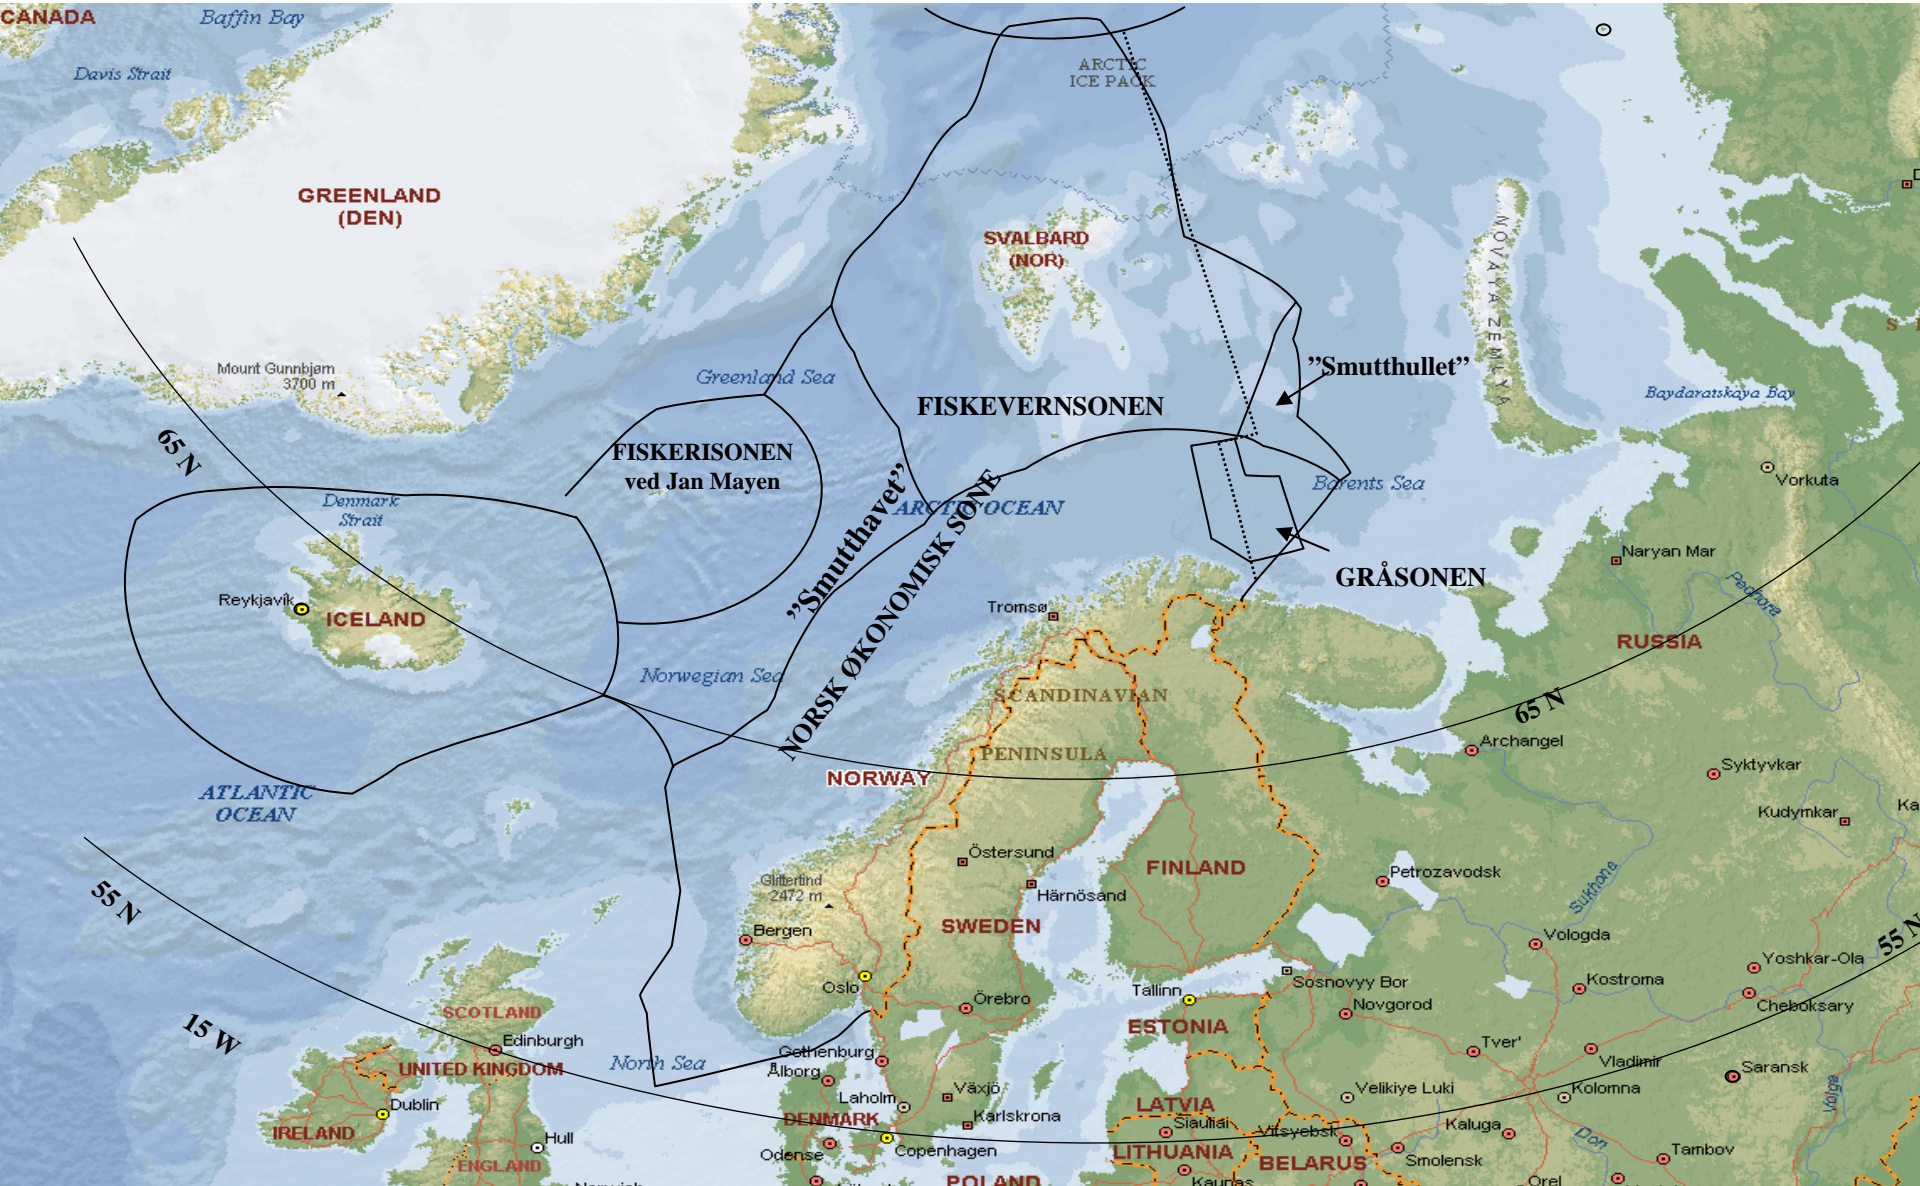 CANADA
Baffin Bay
Davis Strait
ARCTIC
ICE PACK
GREENLAND
(DEN)
SVALBARD
(NOR)
NOVAYA ZEMLYA
Mount Gunnbjørn
3700 m
Greenland Sea
”Smutthullet”
Baydaratskaya Bay
FISKEVERNSONEN
65 N
FISKERISONEN
ved Jan Mayen
Vorkuta
Barents Sea
Denmark
Strait
”Smutthavet”
ARCTIC OCEAN
NORSK ØKONOMISK SONE
Naryan Mar
GRÅSONEN
Pechora
Reykjavík
ICELAND
Tromsø
RUSSIA
Norwegian Sea
SCANDINAVIAN
PENINSULA
65 N
Archangel
Syktyvkar
NORWAY
ATLANTIC
OCEAN
Kudymkar
Ka
Östersund
FINLAND
Petrozavodsk
Glittertind
2472 m
Härnösand
Sukhona
55 N
Bergen
SWEDEN
Vologda
55 N
Yoshkar-Ola
Oslo
Örebro
Tallinn
Sosnovyy Bor
Kostroma
Novgorod
Cheboksary
SCOTLAND
15 W
ESTONIA
Edinburgh
Tver'
Vladimir
North Sea
Gothenburg
UNITED KINGDOM
Ålborg
Saransk
Växjö
Velikiye Luki
Kolomna
Volga
Dublin
Laholm
LATVIA
DENMARK
Karlskrona
IRELAND
Siauliai
Vitsyebsk
Kaluga
Don
Hull
Odense
Copenhagen
LITHUANIA
BELARUS
Smolensk
Tambov
ENGLAND
POLAND
Kaunas
Orel